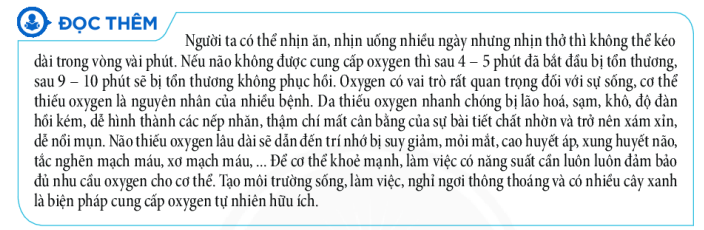 ĐỌC THÊM
Người ta có thể nhịn ăn, nhịn uống nhiều ngày nhưng nhịn thở thì không thể kéo
dài trong vòng vài phút. Nếu não không được cung cấp oxygen thì sau 4 – 5 phút đã bắt đầu bị tổn thương,
sau 9 – 10 phút sẽ bị tổn thương không phục hồi. Oxygen có vai trò rất quan trọng đối với sự sống, cơ thể
thiếu oxygen là nguyên nhân của nhiều bệnh. Da thiếu oxygen nhanh chóng bị lão hoá, sạm, khô, độ đàn
hồi kém, dễ hình thành các nếp nhăn, thậm chí mất cân bằng của sự bài tiết chất nhờn và trở nên xám xỉn,
dễ nổi mụn. Não thiếu oxygen lâu dài sẽ dẫn đến trí nhớ bị suy giảm, mỏi mắt, cao huyết áp, xung huyết não,
tắc nghẽn mạch máu, xơ mạch máu, ... Để cơ thể khoẻ mạnh, làm việc có năng suất cần luôn luôn đảm bảo
đủ nhu cầu oxygen cho cơ thể. Tạo môi trường sống, làm việc, nghỉ ngơi thông thoáng và có nhiều cây xanh
là biện pháp cung cấp oxygen tự nhiên hữu ích.